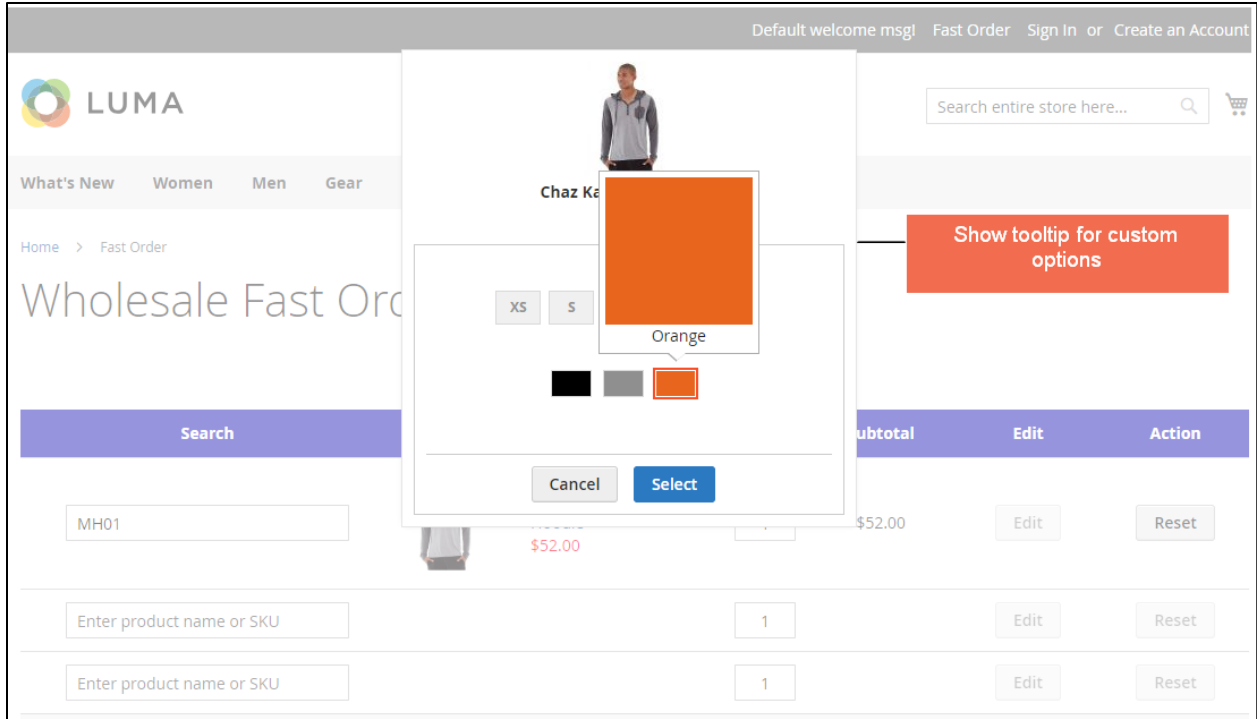 Default welcome msg! Fast Order Sign In or Create an Account
LUMA
Search entire store here...
What's New Women Men Gear
Chaz
Home > Fast Order
Show tooltip for custom
options
Wholesale Fast
XS S
Orange
Search Edit Action
Cancel Select
MH01
$52.00
$52.00
Edit Reset
Enter product name or SKU 1 Edit Reset
Enter product name or SKU 1 Edit Reset